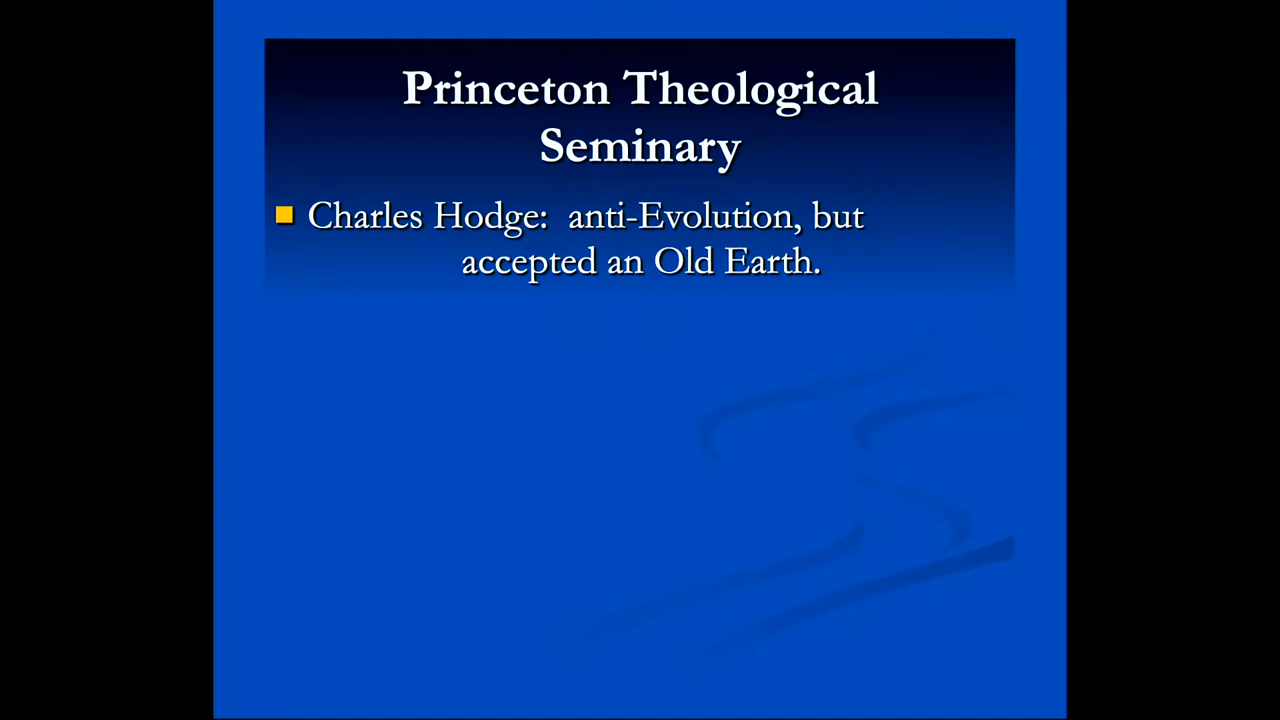 Princeton Theological
Seminary
Charles Hodge: anti-Evolution, but
accepted an Old Earth.